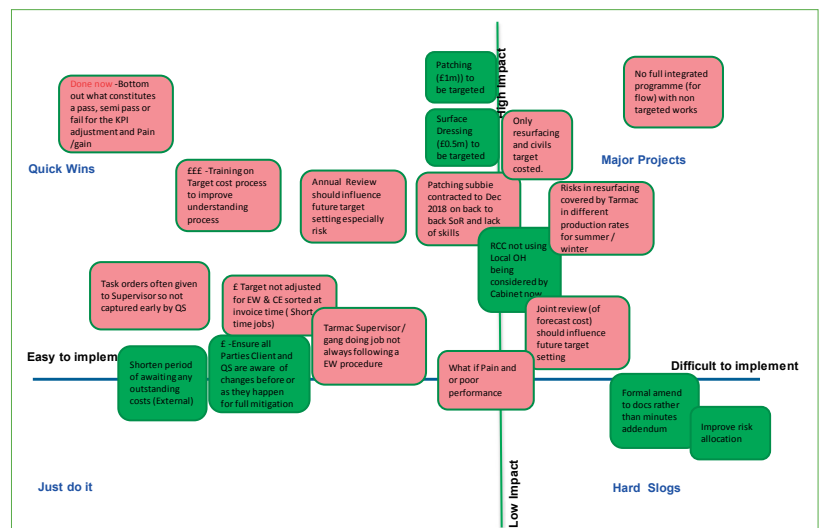 Patching
(£1m)) to
be targeted
High Impact
No full integrated
programme (for
flow) with non
targeted works
Done now -Bottom
out what constitutes
a pass, semi pass or
fail for the KPI
adjustment and Pain
/gain
Surface
Dressing
(£0.5m) to
be targeted
Only
resurfacing
and civils
target
costed.
Quick Wins
Major Projects
£££ -Training on
Target cost process
to improve
understanding
process
Annual Review
should influence
future target
setting especially
risk
Patching subbie
contracted to Dec
2018 on back to
back SoR and lack
of skills
Risks in resurfacing
covered by Tarmac
in different
production rates
for summer /
winter
RCC not using
Local OH
being
considered by
Cabinet now
Task orders often given
to Supervisor so not
captured early by QS
£ Target not adjusted
for EW & CE sorted at
invoice time ( Short
time jobs)
Tarmac Supervisor /
gang doing job not
always following a
EW procedure
Joint review (of
forecast cost) should
influence future
target setting
Easy to implem
Difficult to implement
Shorten period
of awaiting any
outstanding
costs (External)
£ -Ensure all
Parties Client and
QS are aware of
changes before or
as they happen
for full mitigation
What if Pain and
or poor
performance
Formal amend
to docs rather
than minutes
addendum
Improve risk
allocation
Just do it
Low Impact
Hard Slogs